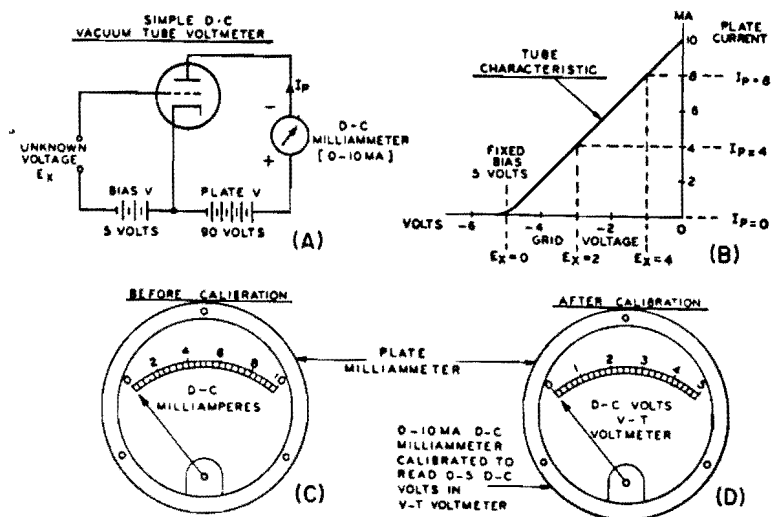 SIMPLE D-C
VACUUM TUBE VOLTMETER
Ip
-
D-C
MILLIAMMETER
[0-10MA]
+
UNKNOWN
VOLTAGE
Ex
BIAS V
PLATE V
5 VOLTS
90 VOLTS
(A)
MA
PLATE
CURRENT
10
8
6
4
2
0
TUBE
CHARACTERISTIC
Ip=8
Ip=4
Ip=0
FIXED
BIAS
5 VOLTS
VOLTS
-6
-4
-2
0
GRID VOLTAGE
Ex=0
Ex=2
Ex=4
(B)
BEFORE CALIBRATION
2
4
6
8
10
D-C
MILLIAMPERES
(C)
PLATE
MILLIAMMETER
AFTER CALIBRATION
1
2
3
4
5
D-C VOLTS
V-T
VOLTMETER
0-10MA D-C
MILLIAMMETER
CALIBRATED TO
READ 0-5 D-C
VOLTS IN
V-T VOLTMETER
(D)